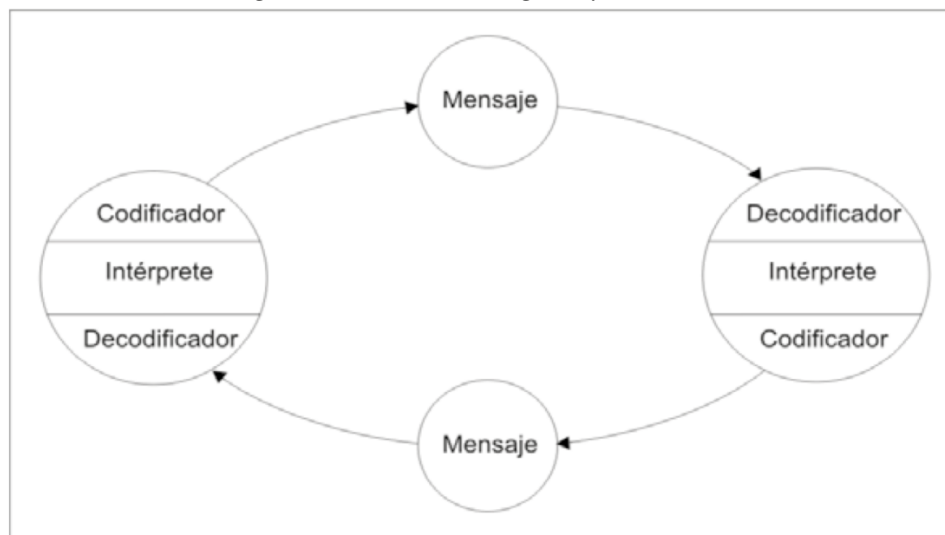 Mensaje
Codificador
Intérprete
Decodificador
Decodificador
Intérprete
Codificador
Mensaje